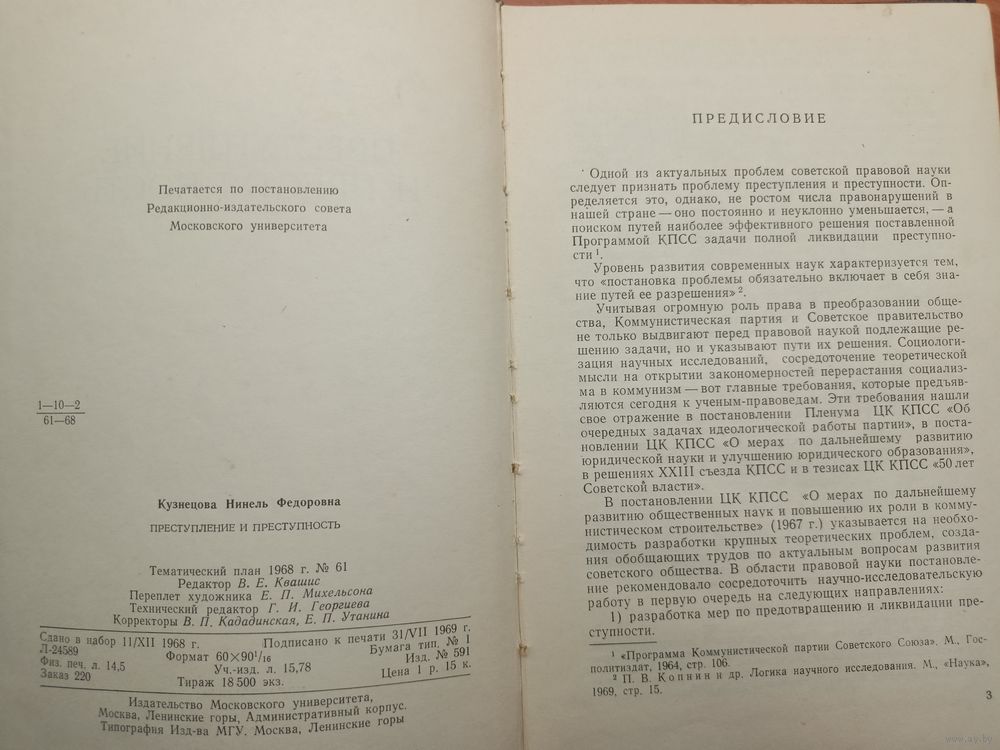 Печатается по постановлению
Редакционно-издательского совета
Московского университета
1—10—2
61—68
Кузнецова Нинель Федоровна
ПРЕСТУПЛЕНИЕ И ПРЕСТУПНОСТЬ
Тематический план 1968 г. № 61
Редактор В. Е. Квашис
Переплет художника Е. П. Михельсона
Технический редактор Г. И. Георгиева
Корректоры В. П. Кададинская, Е. П. Утанина
Сдано в набор 11/XII 1968 г. Подписано к печати 31/VII 1969 г.
Л-24589 Формат 60×90 1/16 Бумага тип. № 1
Физ. печ. л. 14,5 Уч.-изд. л. 15,78 Изд. № 591
Заказ 220 Тираж 18 500 экз. Цена 1 р. 15 к.
Издательство Московского университета,
Москва, Ленинские горы, Административный корпус.
Типография Изд-ва МГУ. Москва, Ленинские горы
ПРЕДИСЛОВИЕ
Одной из актуальных проблем советской правовой науки
следует признать проблему преступления и преступности. Оп-
ределяется это, однако, не ростом числа правонарушений в
нашей стране — оно постоянно и неуклонно уменьшается, — а
поиском путей наиболее эффективного решения поставленной
Программой КПСС задачи полной ликвидации преступно-
сти 1.
Уровень развития современных наук характеризуется тем,
что «постановка проблемы обязательно включает в себя зна-
ние путей ее разрешения» 2.
Учитывая огромную роль права в преобразовании обще-
ства, Коммунистическая партия и Советское правительство
не только выдвигают перед правовой наукой подлежащие ре-
шению задачи, но и указывают пути их решения. Социологи-
зация научных исследований, сосредоточение теоретической
мысли на открытии закономерностей перерастания социализ-
ма в коммунизм — вот главные требования, которые предъяв-
ляются сегодня к ученым-правоведам. Эти требования нашли
свое отражение в постановлении Пленума ЦК КПСС «Об
очередных задачах идеологической работы партии», в поста-
новлении ЦК КПСС «О мерах по дальнейшему развитию
юридической науки и улучшению юридического образования»,
в решениях XXIII съезда КПСС и в тезисах ЦК КПСС «50 лет
Советской власти».
В постановлении ЦК КПСС «О мерах по дальнейшему
развитию общественных наук и повышению их роли в комму-
нистическом строительстве» (1967 г.) указывается на необхо-
димость разработки крупных теоретических проблем, созда-
ния обобщающих трудов по актуальным вопросам развития
советского общества. В области правовой науки постановле-
ние рекомендовало сосредоточить научно-исследовательскую
работу в первую очередь на следующих направлениях:
1) разработка мер по предотвращению и ликвидации пре-
ступности.
1 «Программа Коммунистической партии Советского Союза». М., Гос-
политиздат, 1964, стр. 106.
2 П. В. Копнин и др. Логика научного исследования. М., «Наука»,
1969, стр. 15.
3
www.ay.by